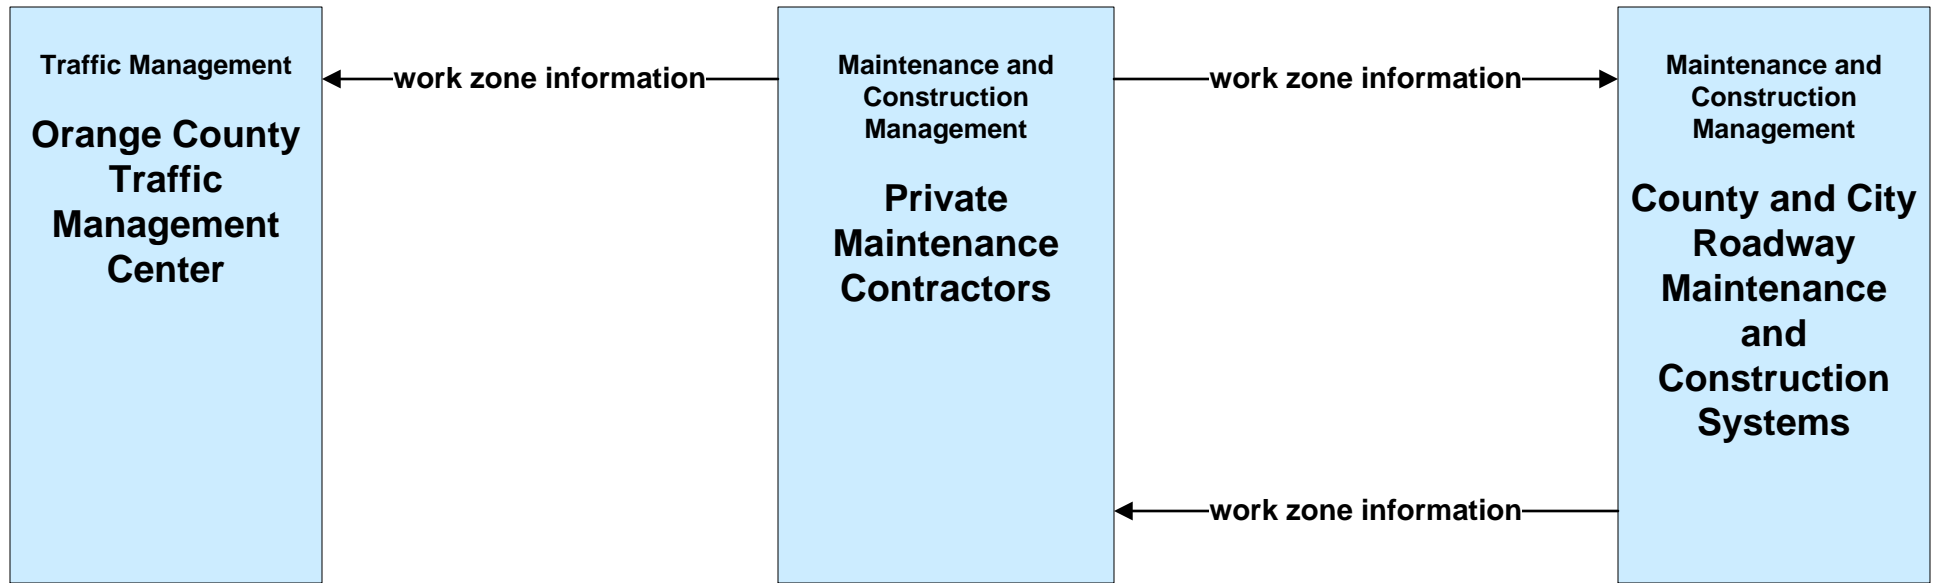 Traffic Management
Orange County
Traffic
Management
Center
work zone information
Maintenance and
Construction
Management
Private
Maintenance
Contractors
work zone information
Maintenance and
Construction
Management
County and City
Roadway
Maintenance
and
Construction
Systems
work zone information